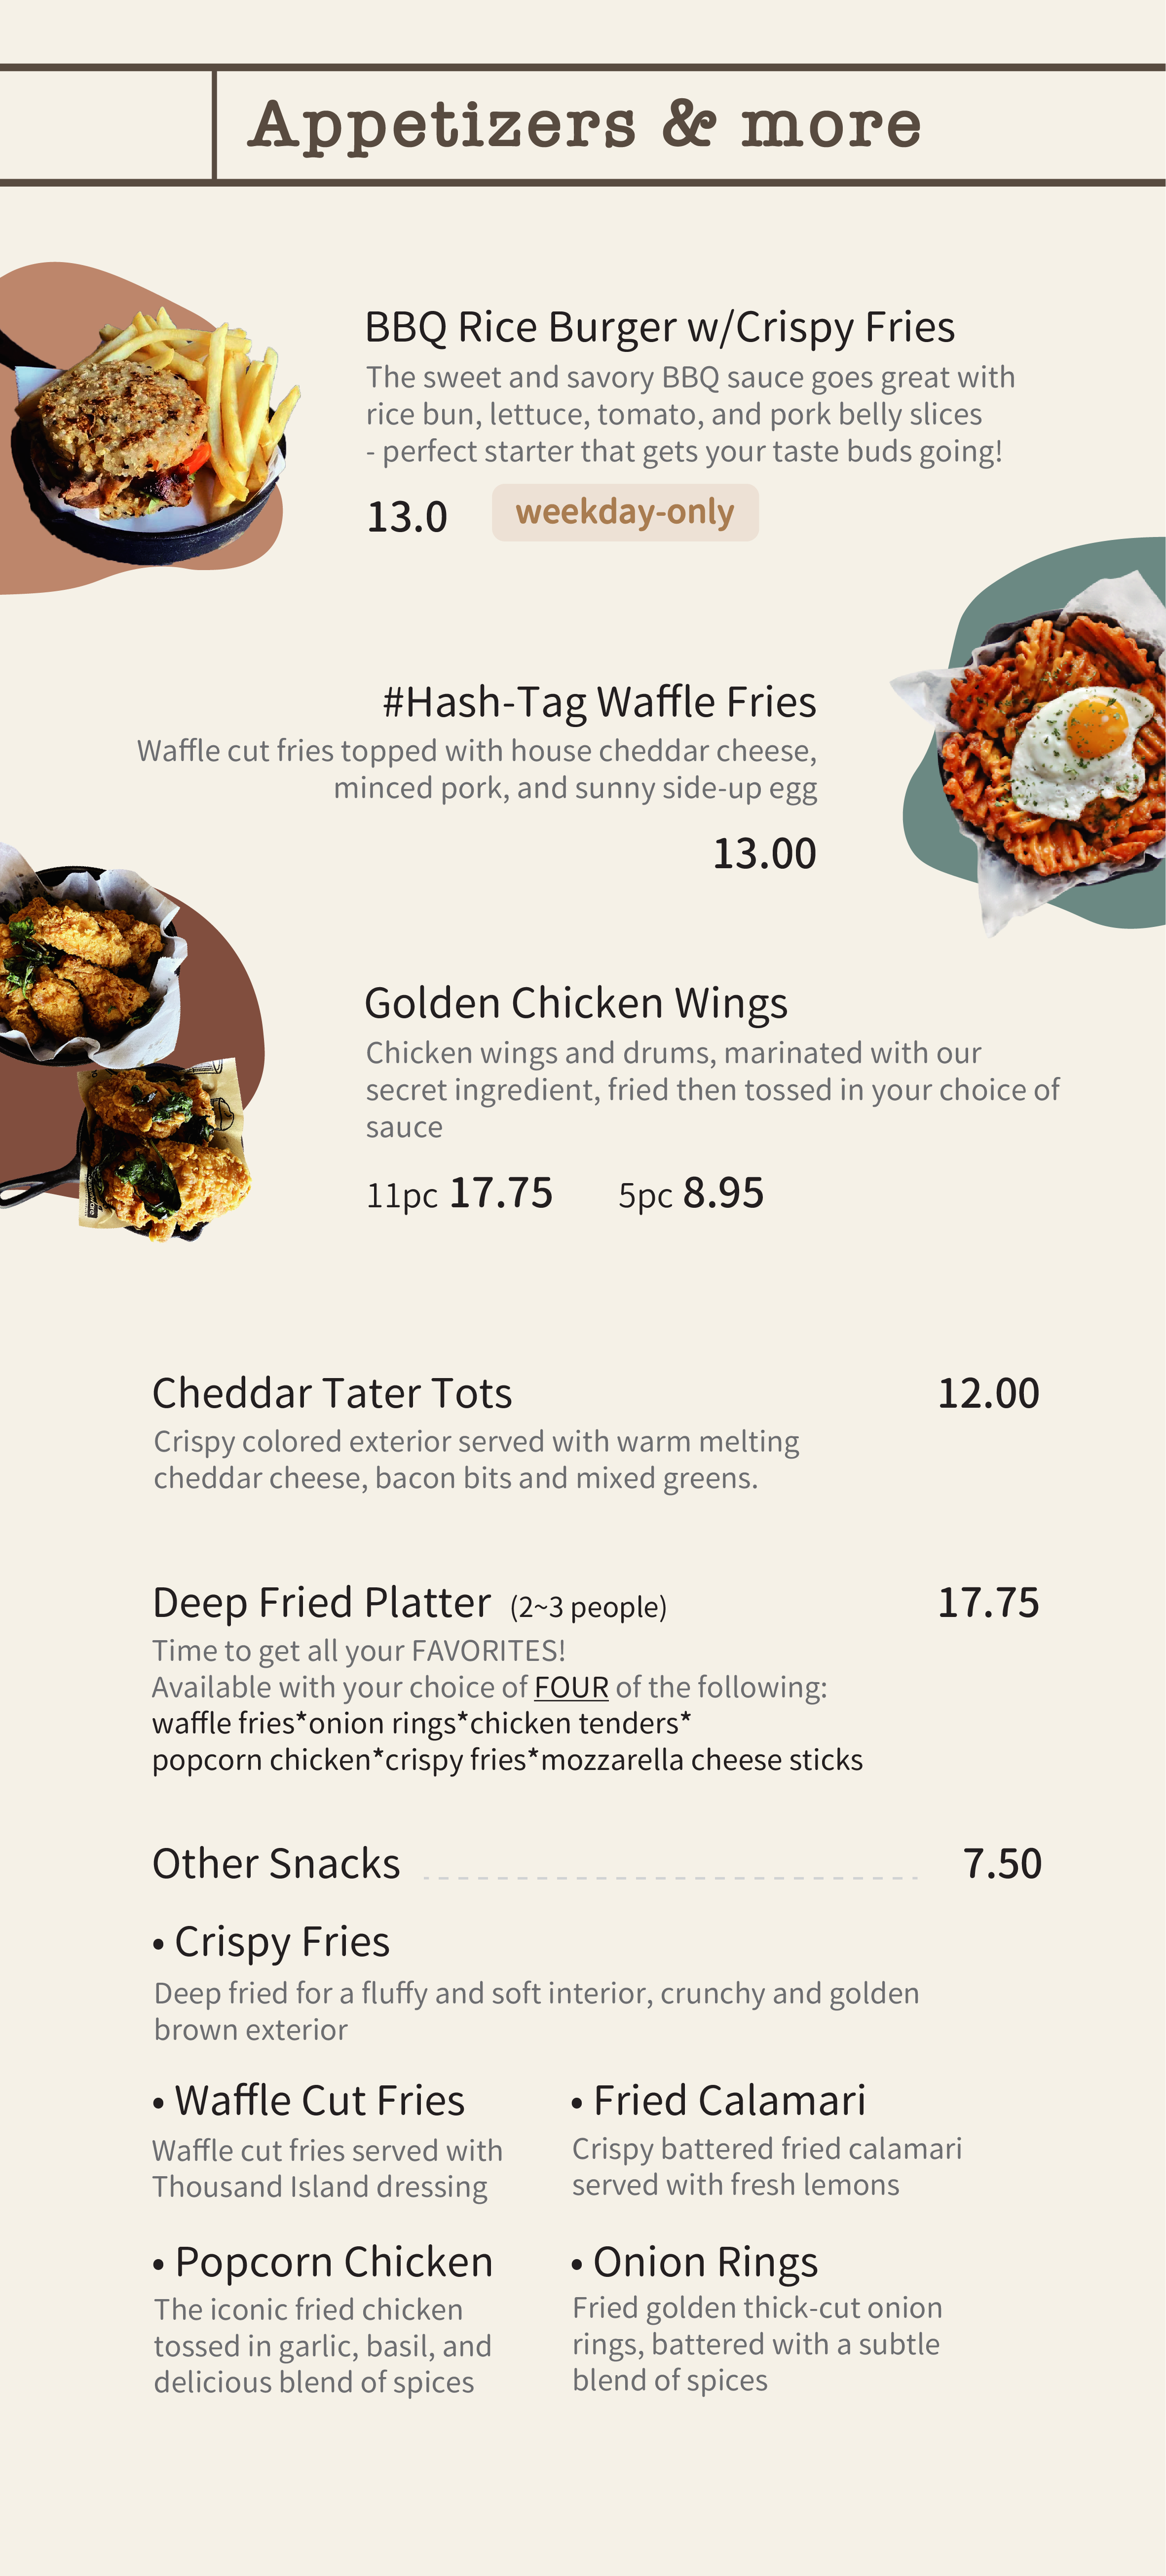 Appetizers & more
BBQ Rice Burger w/Crispy Fries
The sweet and savory BBQ sauce goes great with
rice bun, lettuce, tomato, and pork belly slices
- perfect starter that gets your taste buds going!
13.0 weekday-only
#Hash-Tag Waffle Fries
Waffle cut fries topped with house cheddar cheese,
minced pork, and sunny side-up egg
13.00
Golden Chicken Wings
Chicken wings and drums, marinated with our
secret ingredient, fried then tossed in your choice of
sauce
11pc 17.75 5pc 8.95
Cheddar Tater Tots 12.00
Crispy colored exterior served with warm melting
cheddar cheese, bacon bits and mixed greens.
Deep Fried Platter (2~3 people) 17.75
Time to get all your FAVORITES!
Available with your choice of FOUR of the following:
waffle fries*onion rings*chicken tenders*
popcorn chicken*crispy fries*mozzarella cheese sticks
Other Snacks 7.50
• Crispy Fries
Deep fried for a fluffy and soft interior, crunchy and golden
brown exterior
• Waffle Cut Fries
Waffle cut fries served with
Thousand Island dressing
• Fried Calamari
Crispy battered fried calamari
served with fresh lemons
• Popcorn Chicken
The iconic fried chicken
tossed in garlic, basil, and
delicious blend of spices
• Onion Rings
Fried golden thick-cut onion
rings, battered with a subtle
blend of spices